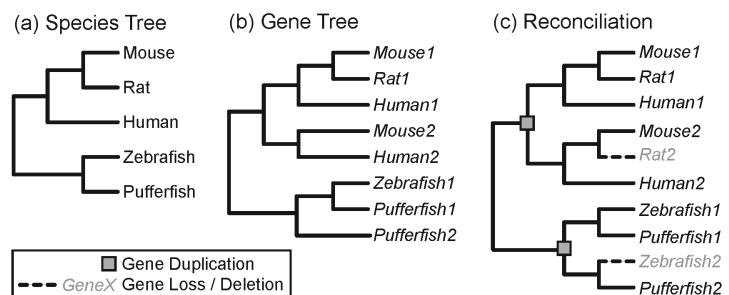 (a) Species Tree
Mouse
Rat
Human
Zebrafish
Pufferfish
(b) Gene Tree
Mouse1
Rat1
Human1
Mouse2
Human2
Zebrafish1
Pufferfish1
Pufferfish2
(c) Reconciliation
Mouse1
Rat1
Human1
Mouse2
Rat2
Human2
Zebrafish1
Pufferfish1
Zebrafish2
Pufferfish2
Gene Duplication
GeneX Gene Loss / Deletion